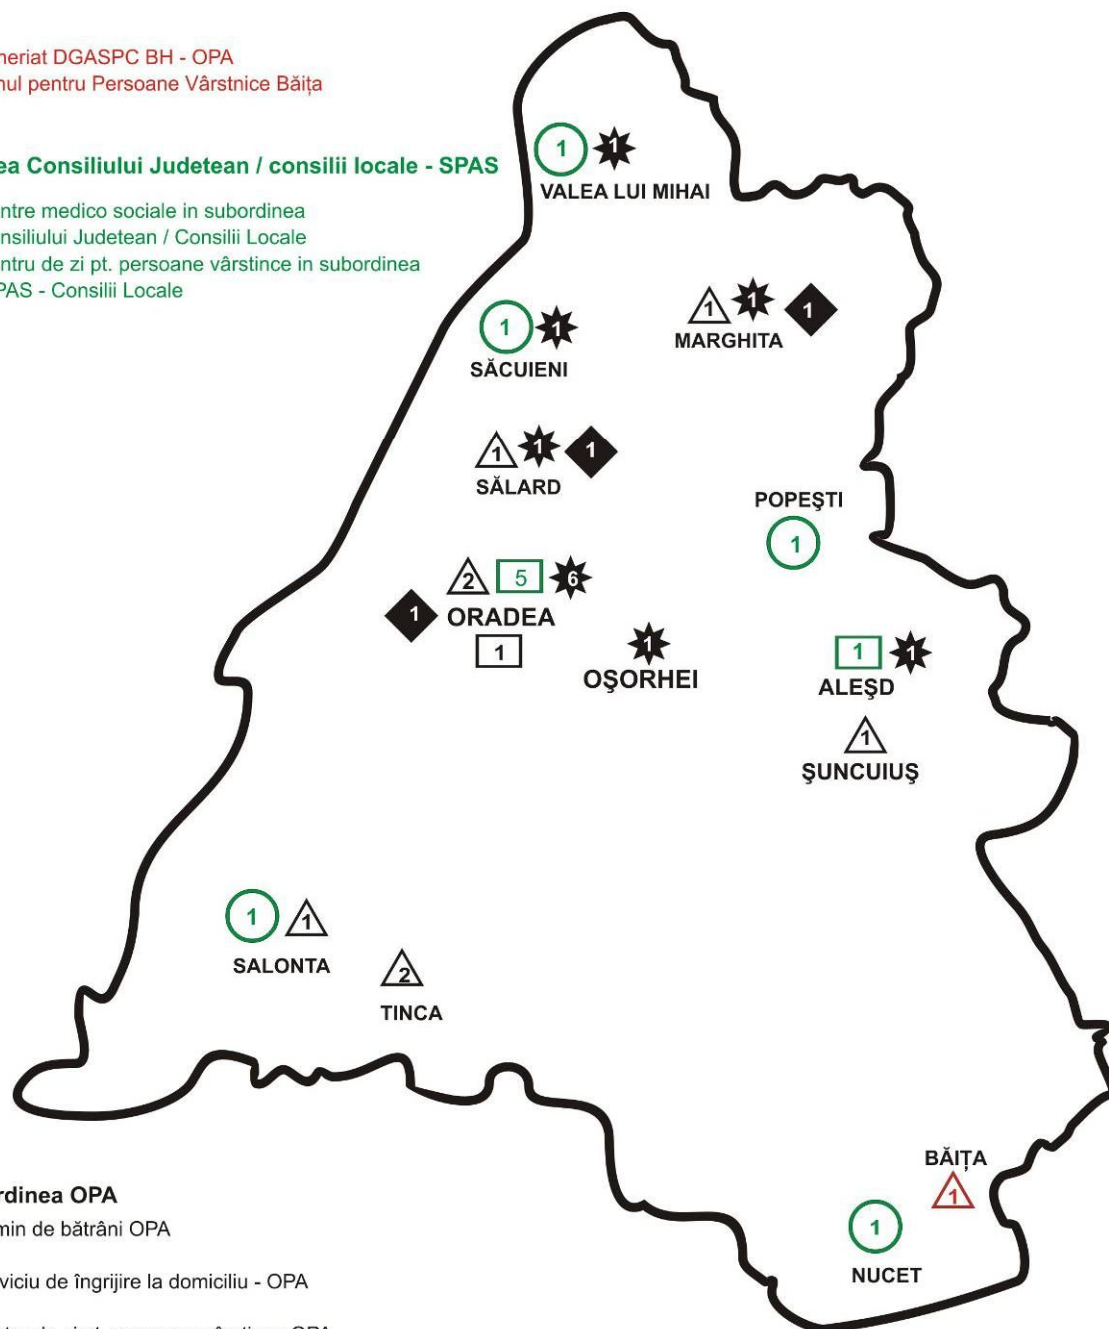 neriat DGASPC BH - OPA
nul pentru Persoane Vârstnice Băița
ea Consiliului Judetean / consilii locale - SPAS
ntre medico sociale in subordinea
nsiliului Judetean / Consilii Locale
ntru de zi pt. persoane vârstince in subordinea
PAS - Consilii Locale
1 1
VALEA LUI MIHAI
1 1 1
MARGHITA
1 1
SĂCUIENI
1 1 1
SĂLARD
POPEŞTI
1
2 5 6
1 ORADEA
1
1
OŞORHEI
1 1
ALEŞD
1
ŞUNCUIUŞ
1 1
SALONTA
2
TINCA
BĂIȚA
1
1
NUCET
rdinea OPA
min de bătrâni OPA
viciu de îngrijire la domiciliu - OPA